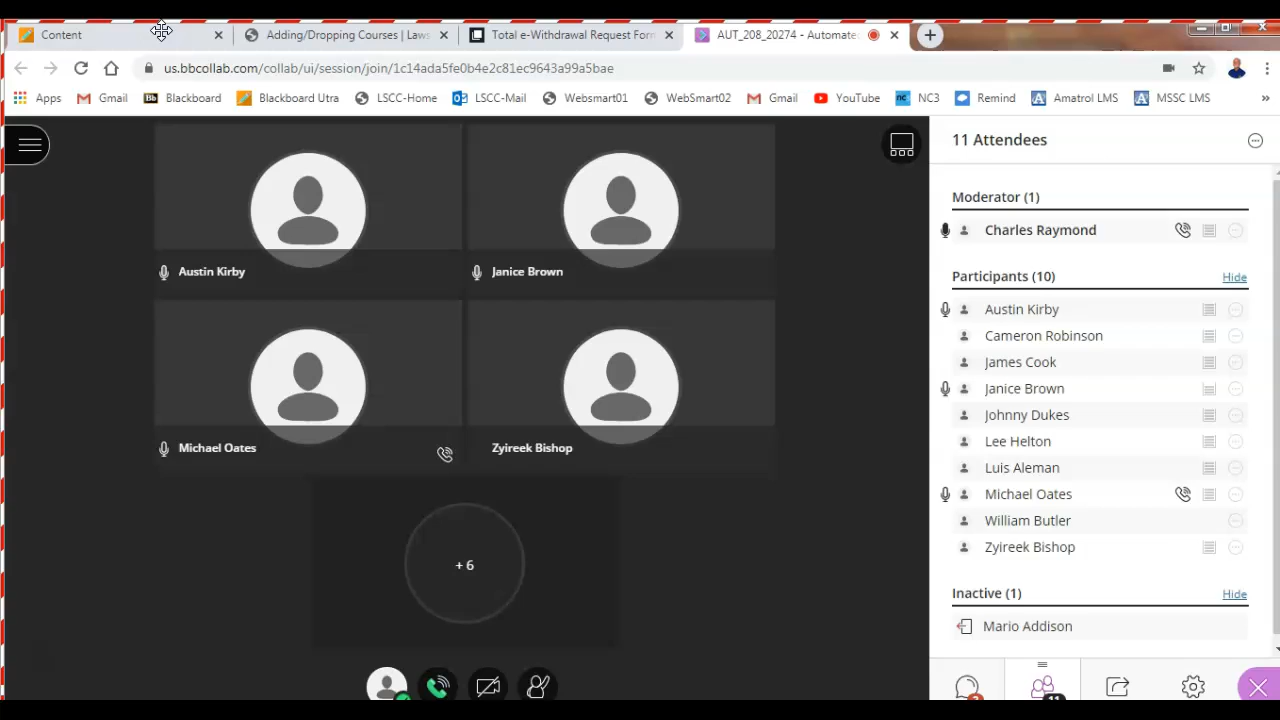 Content
Adding/Dropping Courses | Laws
Total e-Withdrawal Request Form
AUT_208_20274 - Automate
us.bbcollab.com/collab/ui/session/join/1c14ada5fe0b4e2c81ec9643a99a5bae
Apps Gmail Blackboard Blackboard Utra LSCC-Home LSCC-Mail Websmart01 WebSmart02 Gmail YouTube NC3 Remind Amatrol LMS MSSC LMS »
Austin Kirby
Janice Brown
Michael Oates
Zyireek Bishop
+ 6
11 Attendees
Moderator (1)
Charles Raymond
Participants (10) Hide
Austin Kirby
Cameron Robinson
James Cook
Janice Brown
Johnny Dukes
Lee Helton
Luis Aleman
Michael Oates
William Butler
Zyireek Bishop
Inactive (1) Hide
Mario Addison
11